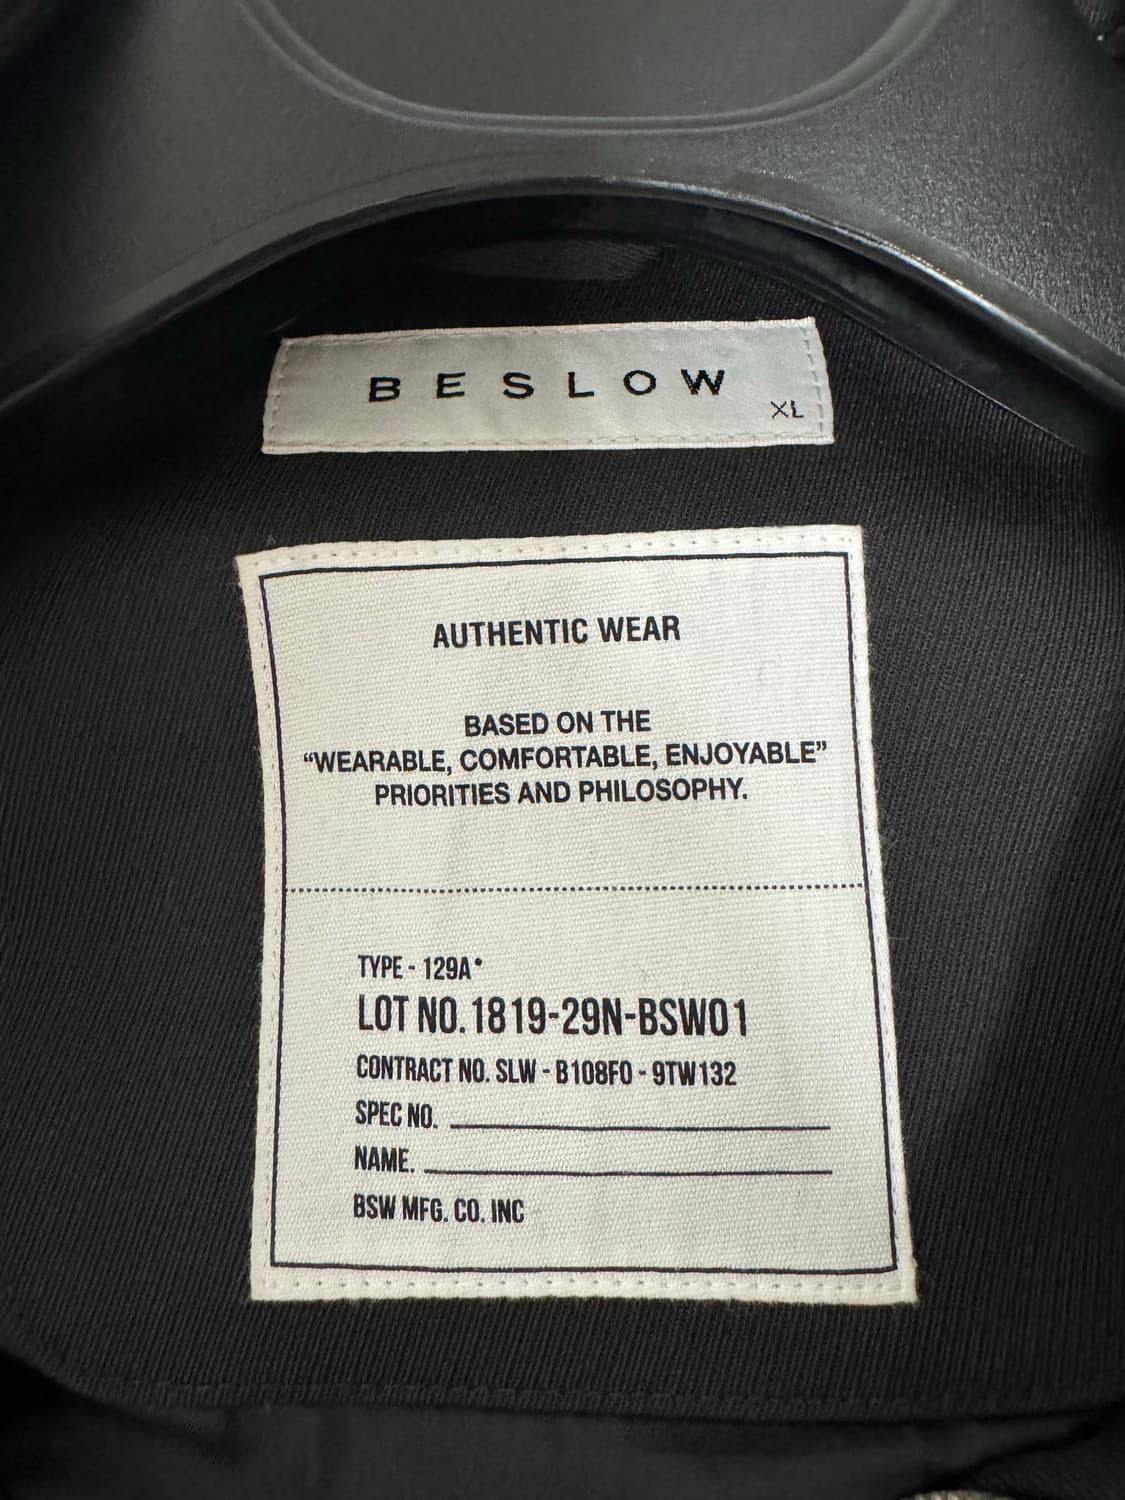 BESLOW
XL
AUTHENTIC WEAR
BASED ON THE
“WEARABLE, COMFORTABLE, ENJOYABLE”
PRIORITIES AND PHILOSOPHY.
TYPE - 129A•
LOT NO. 1819-29N-BSW01
CONTRACT NO. SLW - B108F0 - 9TW132
SPEC NO.
NAME.
BSW MFG. CO. INC